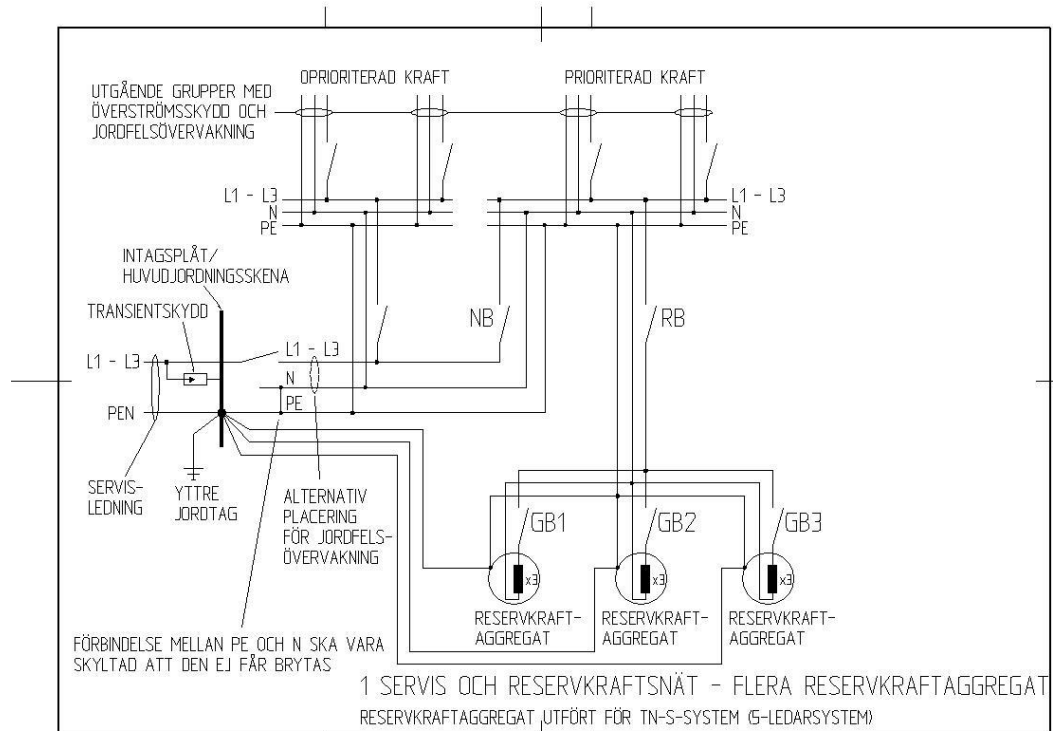 OPRIORITERAD KRAFT
PRIORITERAD KRAFT
UTGÅENDE GRUPPER MED
ÖVERSTRÖMSSKYDD OCH
JORDFELSÖVERVAKNING
L1 - L3
N
PE
L1 - L3
N
PE
INTAGSPLÅT/
HUVUDJORDNINGSSKENA
TRANSIENTSKYDD
NB
RB
L1 - L3
L1 - L3
N
PE
PEN
SERVIS-
LEDNING
YTTRE
JORDTAG
ALTERNATIV
PLACERING
FÖR JORDFELS-
ÖVERVAKNING
GB1
GB2
GB3
x3
x3
x3
RESERVKRAFT-
AGGREGAT
RESERVKRAFT-
AGGREGAT
RESERVKRAFT-
AGGREGAT
FÖRBINDELSE MELLAN PE OCH N SKA VARA
SKYLTAD ATT DEN EJ FÅR BRYTAS
1 SERVIS OCH RESERVKRAFTSNÄT - FLERA RESERVKRAFTAGGREGAT
RESERVKRAFTAGGREGAT UTFÖRT FÖR TN-S-SYSTEM (5-LEDARSYSTEM)